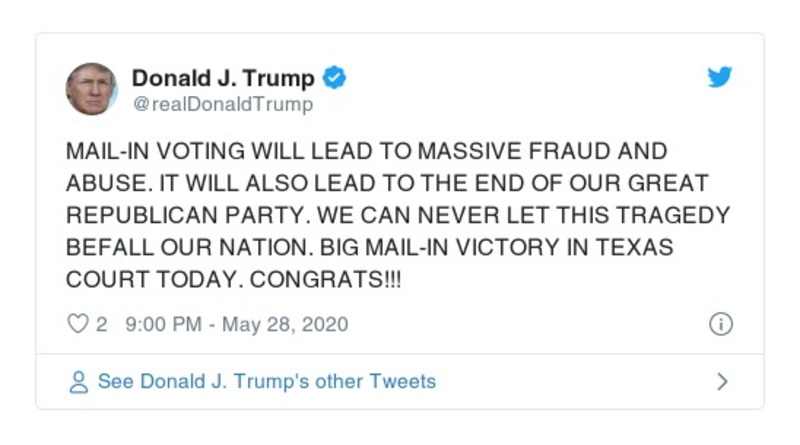 Donald J. Trump
@realDonaldTrump
MAIL-IN VOTING WILL LEAD TO MASSIVE FRAUD AND
ABUSE. IT WILL ALSO LEAD TO THE END OF OUR GREAT
REPUBLICAN PARTY. WE CAN NEVER LET THIS TRAGEDY
BEFALL OUR NATION. BIG MAIL-IN VICTORY IN TEXAS
COURT TODAY. CONGRATS!!!
2 9:00 PM - May 28, 2020
See Donald J. Trump's other Tweets